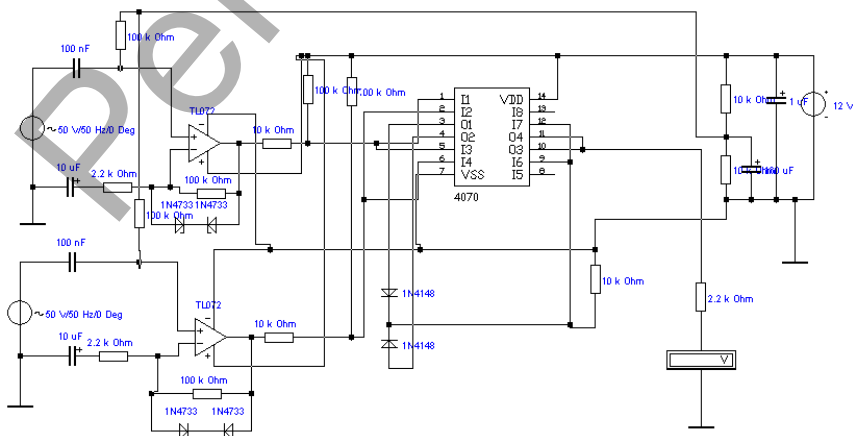 Per
100 k Ohm
100 nF
~50 V/50 Hz/0 Deg
10 uF
2.2 k Ohm
TL072
10 k Ohm
100 k Ohm
1N4733 1N4733
100 k Ohm
100 k Ohm
00 k Ohm
1 I1 VDD 14
2 I2 I8 13
3 O1 I7 12
4 O2 O4 11
5 I3 O3 10
6 I4 I6 9
7 VSS I5 8
4070
10 k Ohm
1 uF
12 V
10 k Ohm
uF
100 nF
~50 V/50 Hz/0 Deg
10 uF
2.2 k Ohm
TL072
10 k Ohm
100 k Ohm
1N4733 1N4733
1N4148
1N4148
10 k Ohm
2.2 k Ohm
V